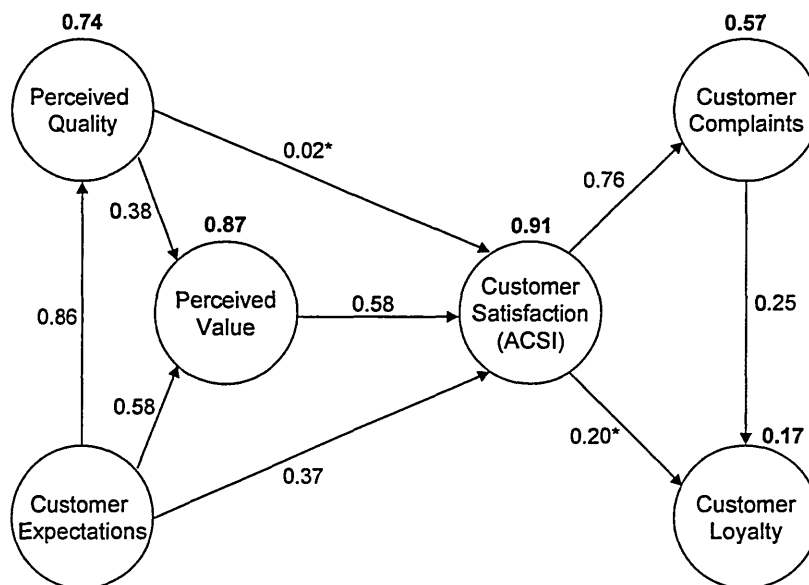 0.74
Perceived
Quality
0.57
Customer
Complaints
0.02*
0.38
0.87
0.91
0.76
Perceived
Value
0.58
Customer
Satisfaction
(ACSI)
0.86
0.25
0.58
0.37
0.20*
0.17
Customer
Expectations
Customer
Loyalty